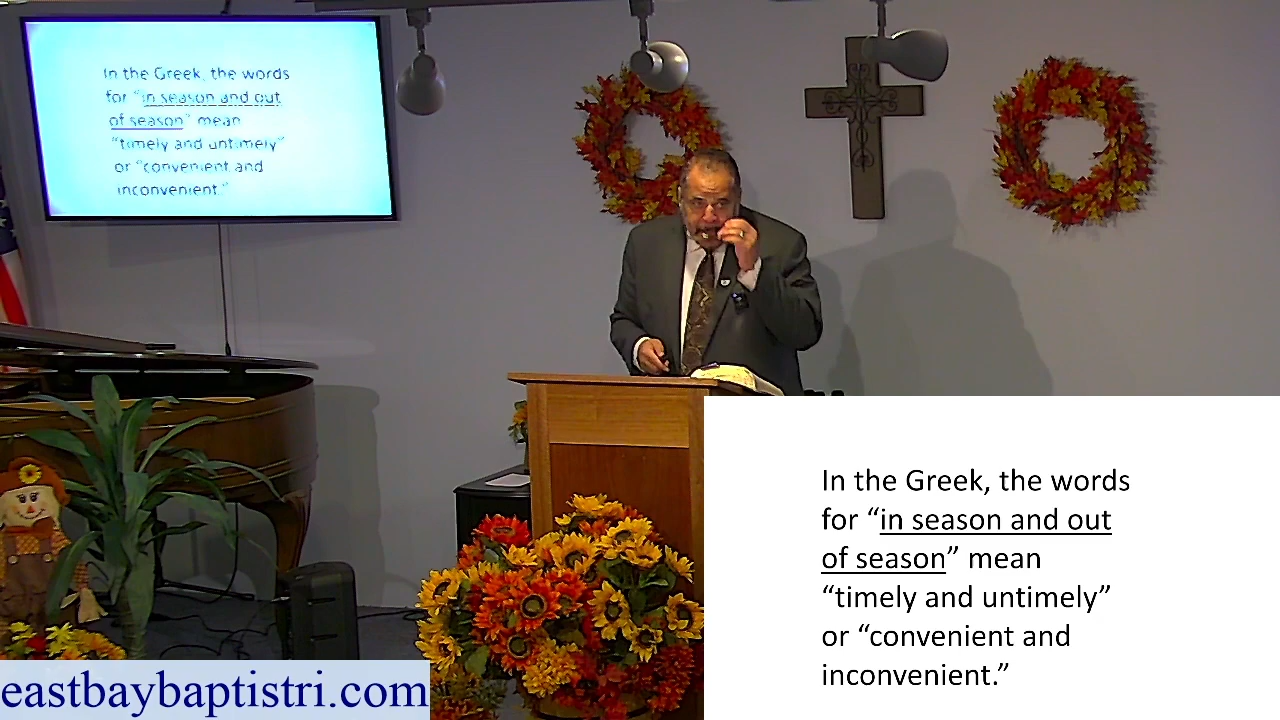 In the Greek, the words
for “in season and out
of season” mean
“timely and untimely”
or “convenient and
inconvenient.”
In the Greek, the words
for “in season and out
of season” mean
“timely and untimely”
or “convenient and
inconvenient.”
eastbaybaptistri.com